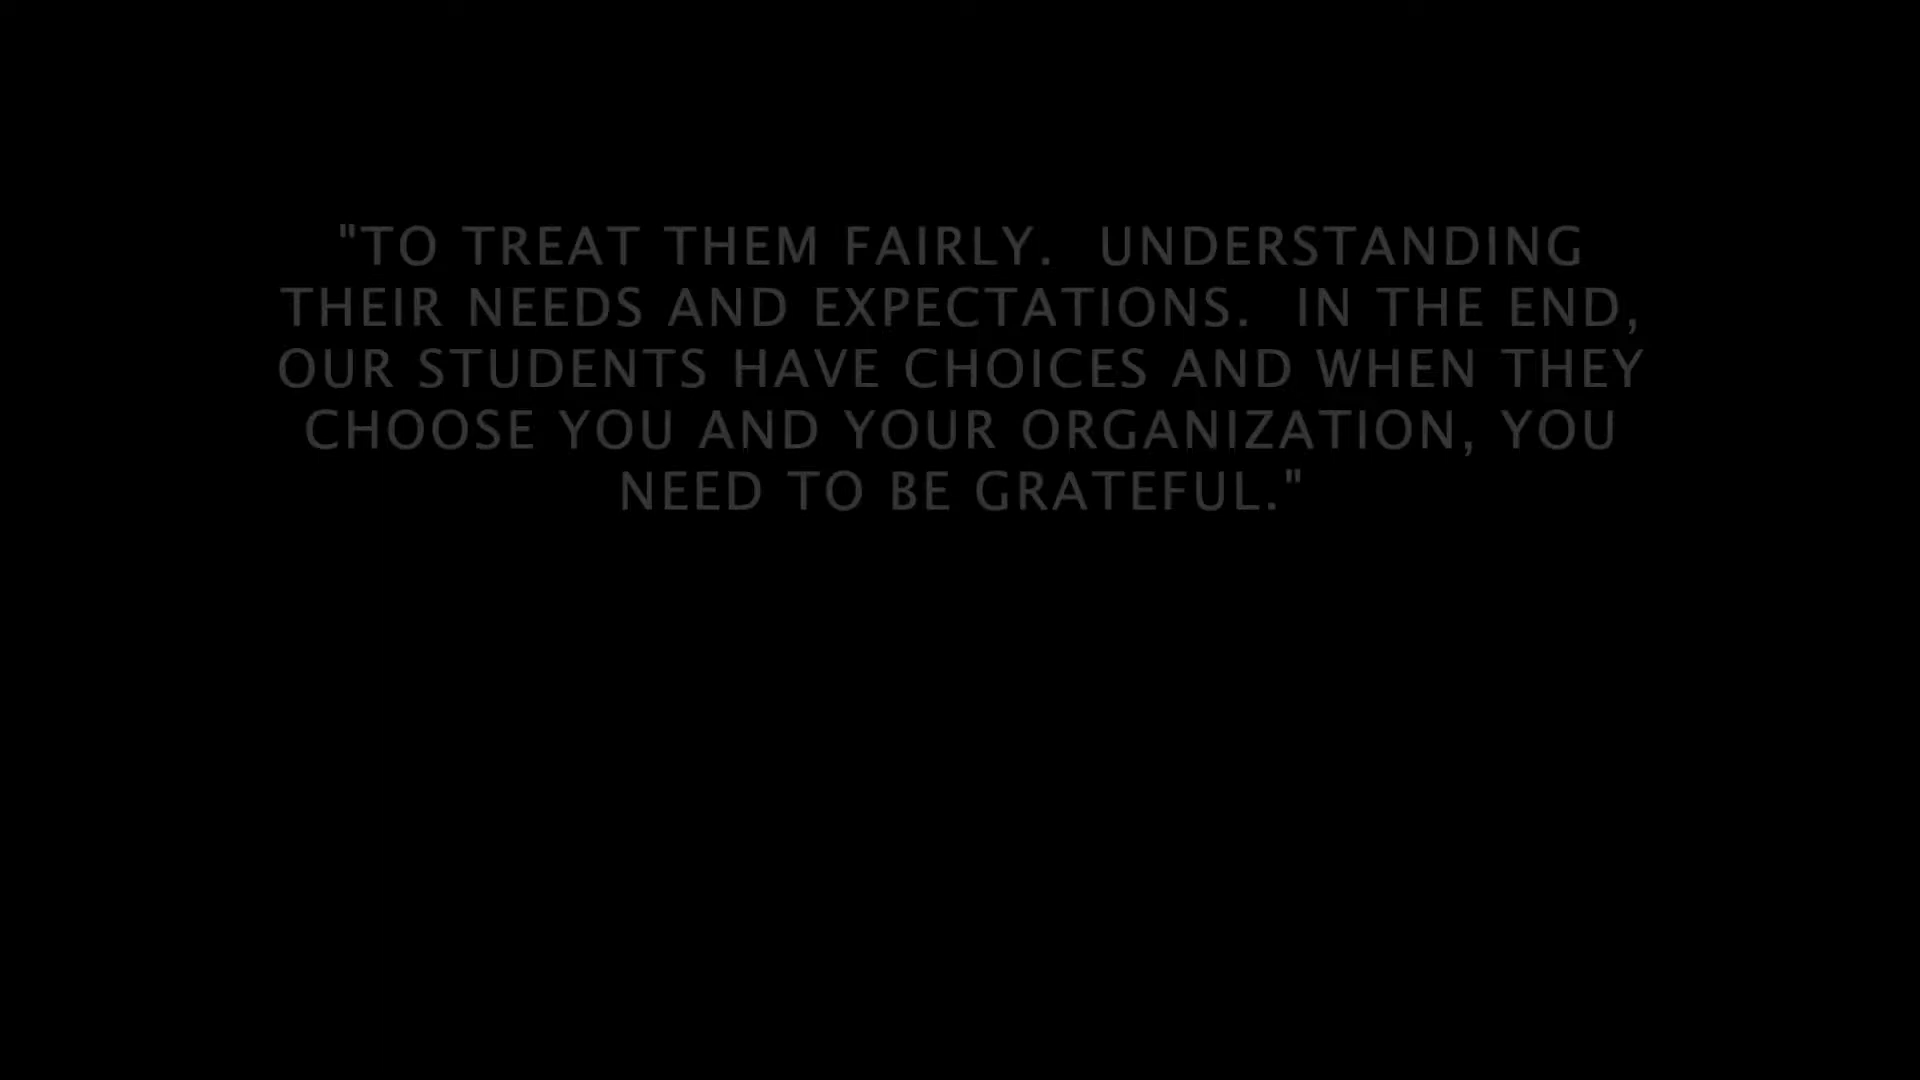 "TO TREAT THEM FAIRLY.  UNDERSTANDING
THEIR NEEDS AND EXPECTATIONS.  IN THE END,
OUR STUDENTS HAVE CHOICES AND WHEN THEY
CHOOSE YOU AND YOUR ORGANIZATION, YOU
NEED TO BE GRATEFUL."